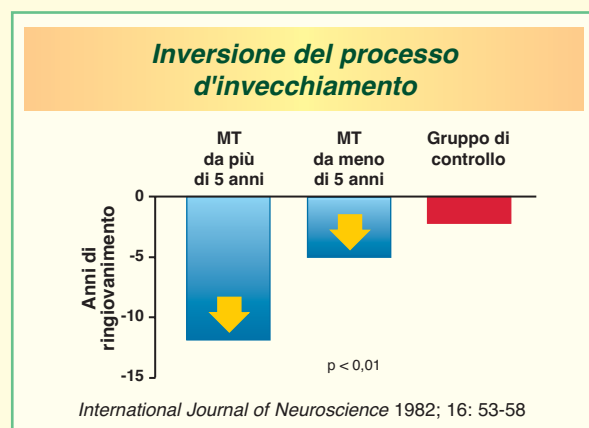 Inversione del processo
d'invecchiamento
MT
da più
di 5 anni
MT
da meno
di 5 anni
Gruppo di
controllo
Anni di
ringiovanimento
0
-5
-10
-15
p < 0,01
International Journal of Neuroscience 1982; 16: 53-58